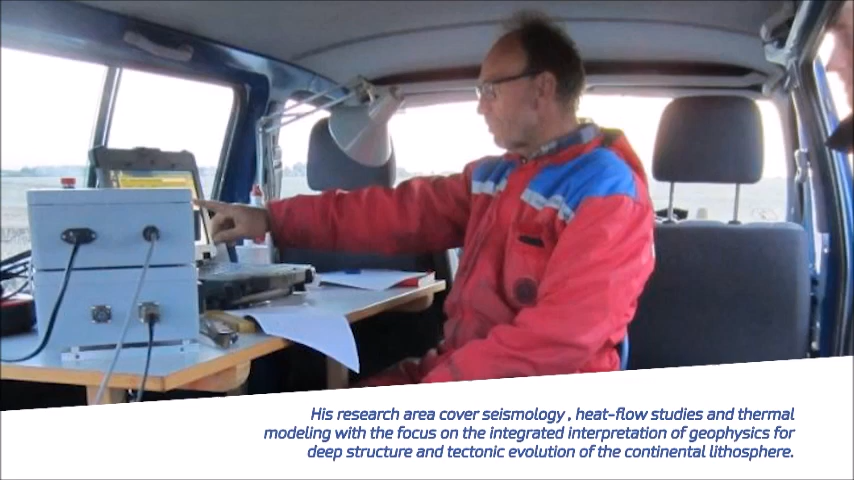 His research area cover seismology , heat-flow studies and thermal
modeling with the focus on the integrated interpretation of geophysics for
deep structure and tectonic evolution of the continental lithosphere.